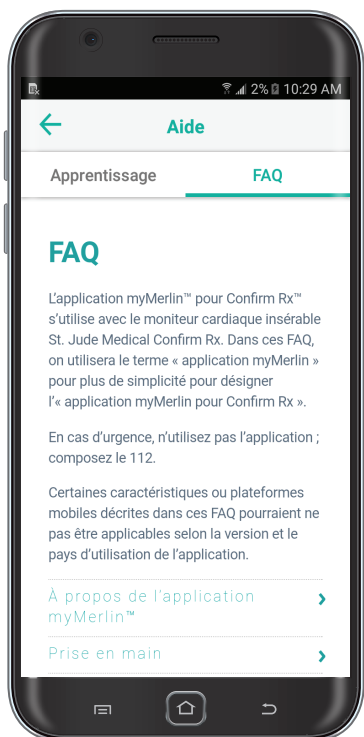 2% 10:29 AM
Aide
Apprentissage
FAQ
FAQ
L'application myMerlin™ pour Confirm Rx™
s'utilise avec le moniteur cardiaque insérable
St. Jude Medical Confirm Rx. Dans ces FAQ,
on utilisera le terme « application myMerlin »
pour plus de simplicité pour désigner
l'« application myMerlin pour Confirm Rx ».
En cas d'urgence, n'utilisez pas l'application ;
composez le 112.
Certaines caractéristiques ou plateformes
mobiles décrites dans ces FAQ pourraient ne
pas être applicables selon la version et le
pays d'utilisation de l'application.
À propos de l'application
myMerlin™
Prise en main